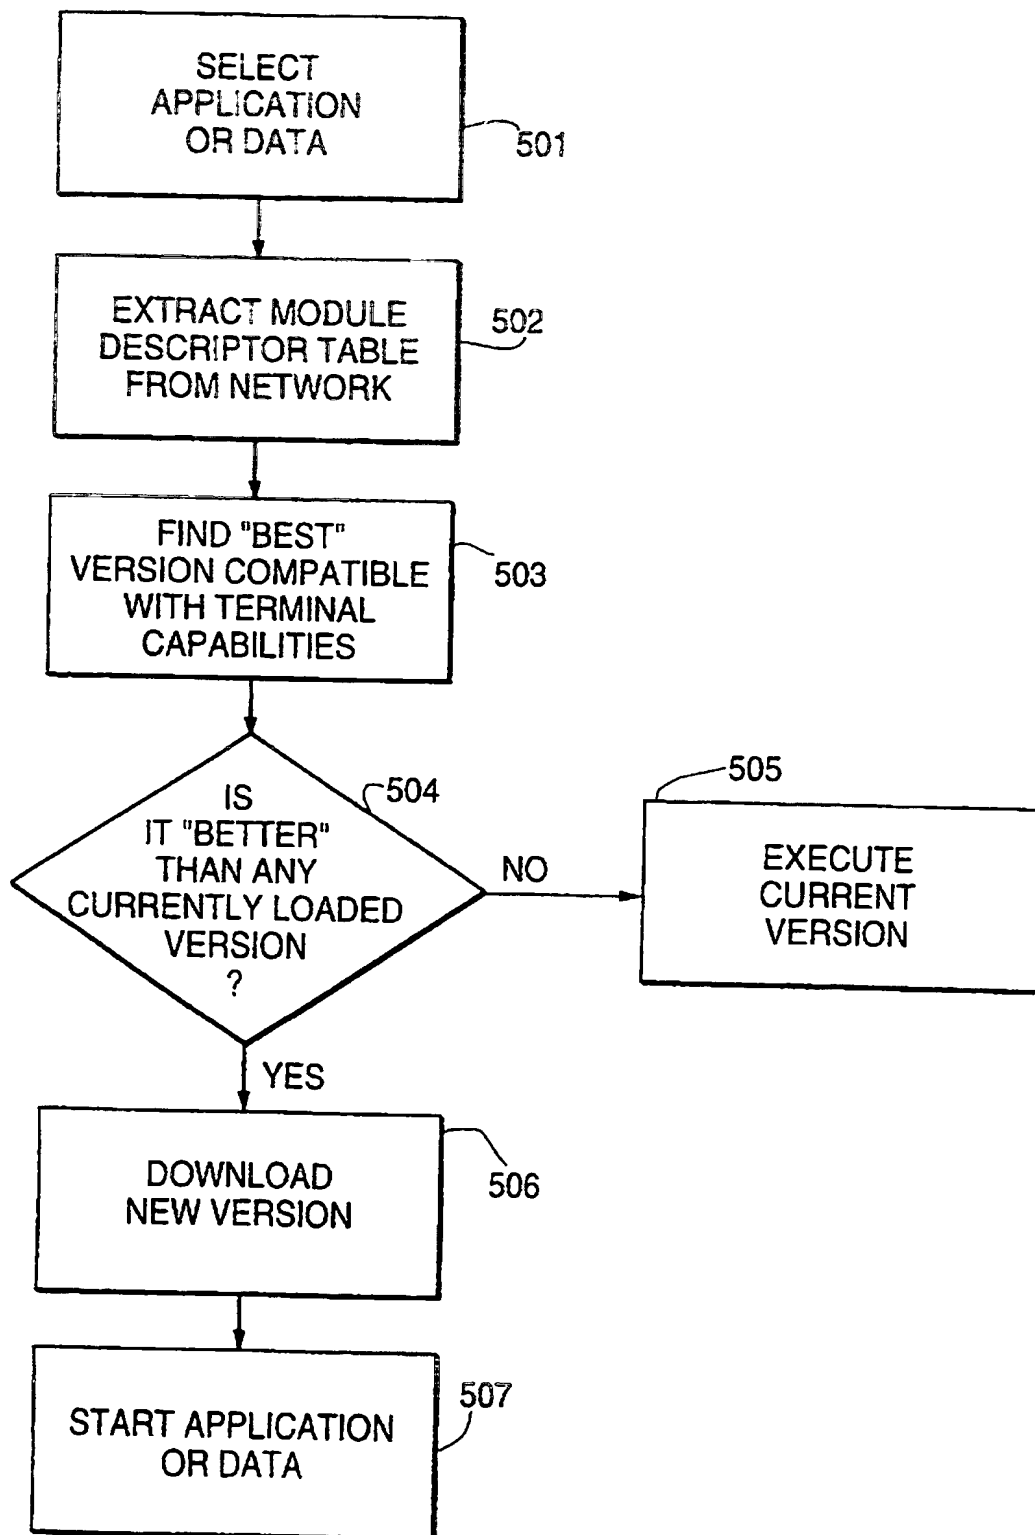 SELECT
APPLICATION
OR DATA
501
EXTRACT MODULE
DESCRIPTOR TABLE
FROM NETWORK
502
FIND "BEST"
VERSION COMPATIBLE
WITH TERMINAL
CAPABILITIES
503
IS
IT "BETTER"
THAN ANY
CURRENTLY LOADED
VERSION
?
504
NO
505
EXECUTE
CURRENT
VERSION
YES
DOWNLOAD
NEW VERSION
506
START APPLICATION
OR DATA
507